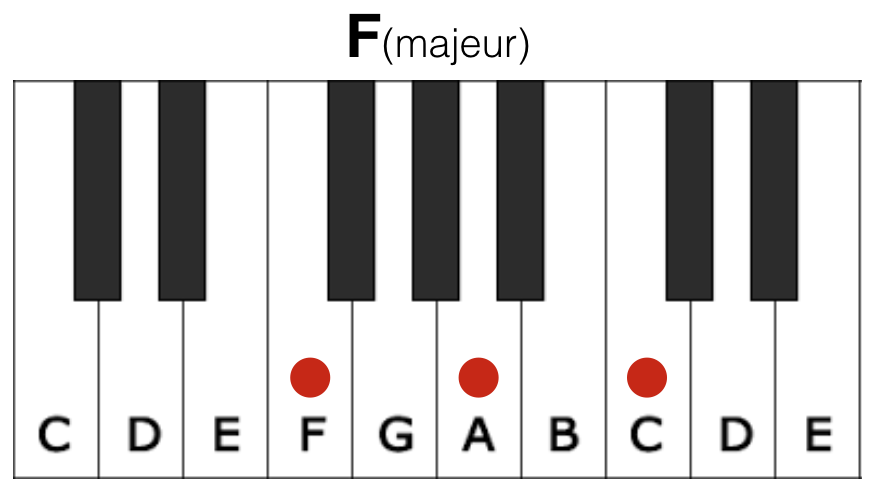 F(majeur)
C D E F G A B C D E